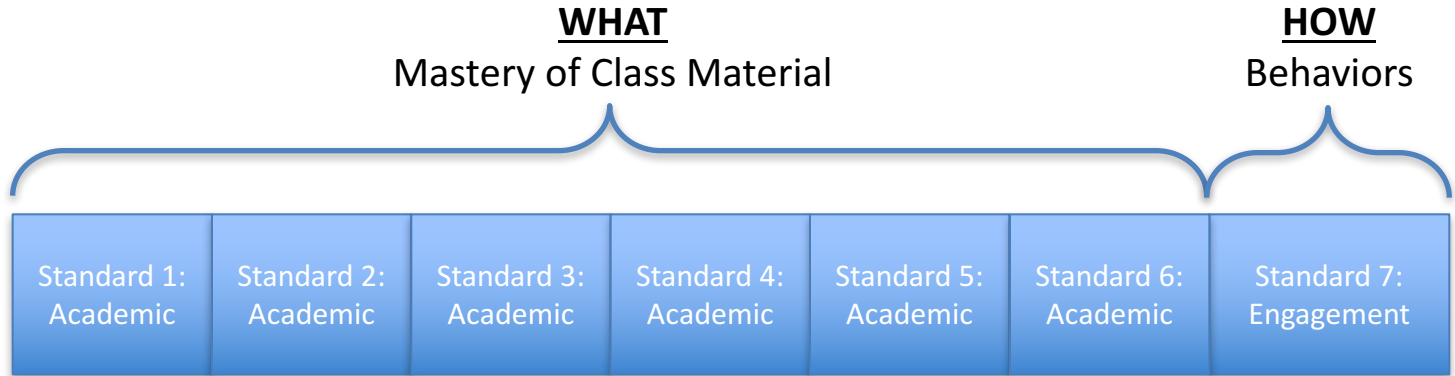 WHAT
Mastery of Class Material
HOW
Behaviors
Standard 1:
Academic
Standard 2:
Academic
Standard 3:
Academic
Standard 4:
Academic
Standard 5:
Academic
Standard 6:
Academic
Standard 7:
Engagement